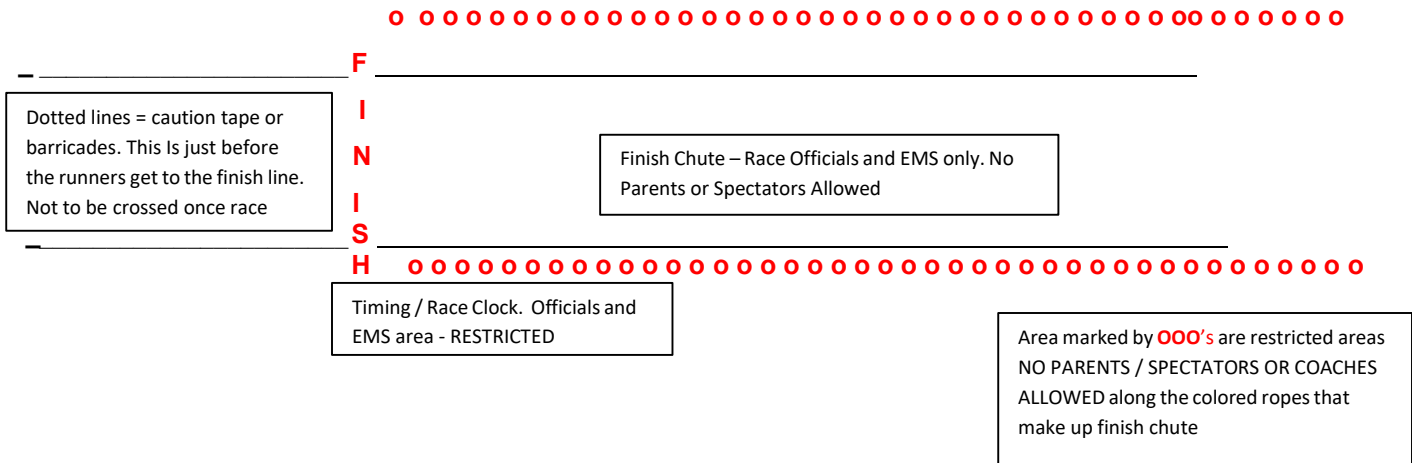 o o o o o o o o o o o o o o o o o o o o o o o o o o o o o o o o o o o o o o o o
F
Dotted lines = caution tape or
barricades. This Is just before
the runners get to the finish line.
Not to be crossed once race
I
N
I
S
H
Finish Chute – Race Officials and EMS only. No
Parents or Spectators Allowed
o o o o o o o o o o o o o o o o o o o o o o o o o o o o o o o o o o o o o o o o o
Timing / Race Clock. Officials and
EMS area - RESTRICTED
Area marked by OOO's are restricted areas
NO PARENTS / SPECTATORS OR COACHES
ALLOWED along the colored ropes that
make up finish chute